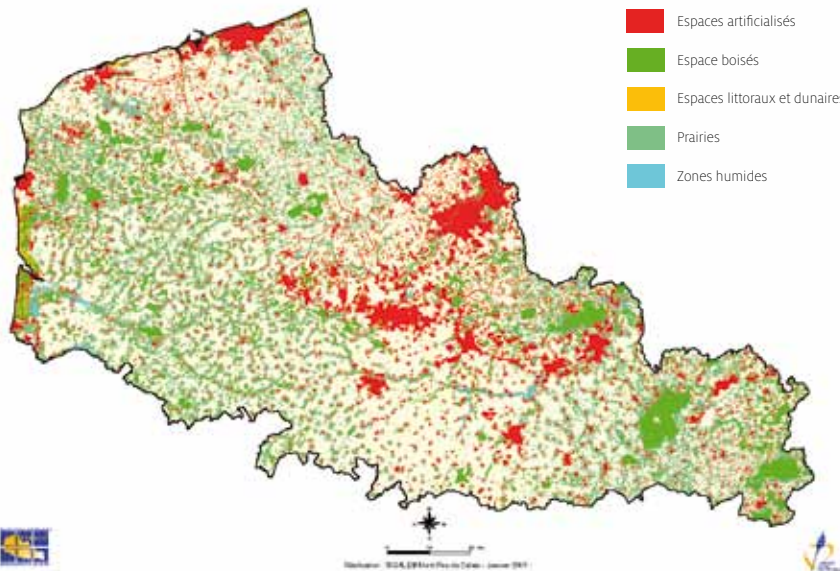 Espaces artificialisés
Espace boisés
Espaces littoraux et dunaires
Prairies
Zones humides